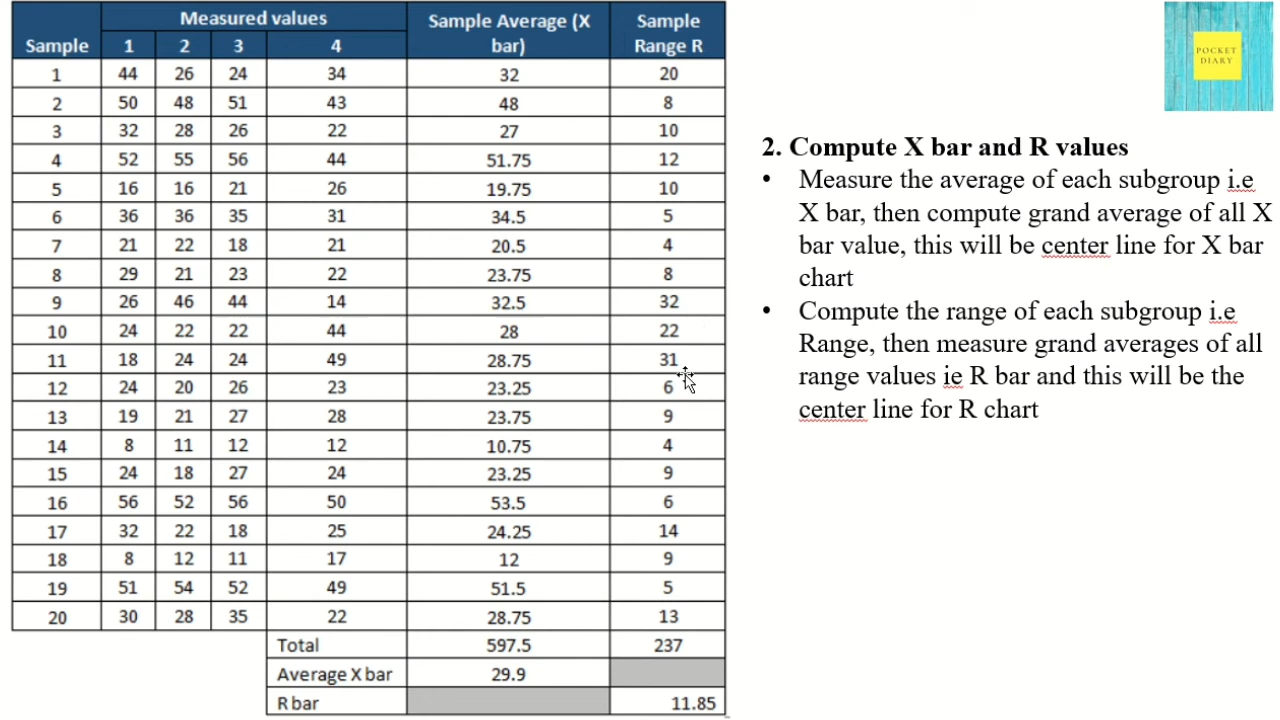 Measured values
Sample Average (X bar)
Sample Range R
Sample 1 2 3 4
1 44 26 24 34 32 20
2 50 48 51 43 48 8
3 32 28 26 22 27 10
4 52 55 56 44 51.75 12
5 16 16 21 26 19.75 10
6 36 36 35 31 34.5 5
7 21 22 18 21 20.5 4
8 29 21 23 22 23.75 8
9 26 46 44 14 32.5 32
10 24 22 22 44 28 22
11 18 24 24 49 28.75 31
12 24 20 26 23 23.25 6
13 19 21 27 28 23.75 9
14 8 11 12 12 10.75 4
15 24 18 27 24 23.25 9
16 56 52 56 50 53.5 6
17 32 22 18 25 24.25 14
18 8 12 11 17 12 9
19 51 54 52 49 51.5 5
20 30 28 35 22 28.75 13
Total 597.5 237
Average X bar 29.9
R bar 11.85
POCKET
DIARY
2. Compute X bar and R values
• Measure the average of each subgroup i.e
X bar, then compute grand average of all X
bar value, this will be center line for X bar
chart
• Compute the range of each subgroup i.e
Range, then measure grand averages of all
range values ie R bar and this will be the
center line for R chart